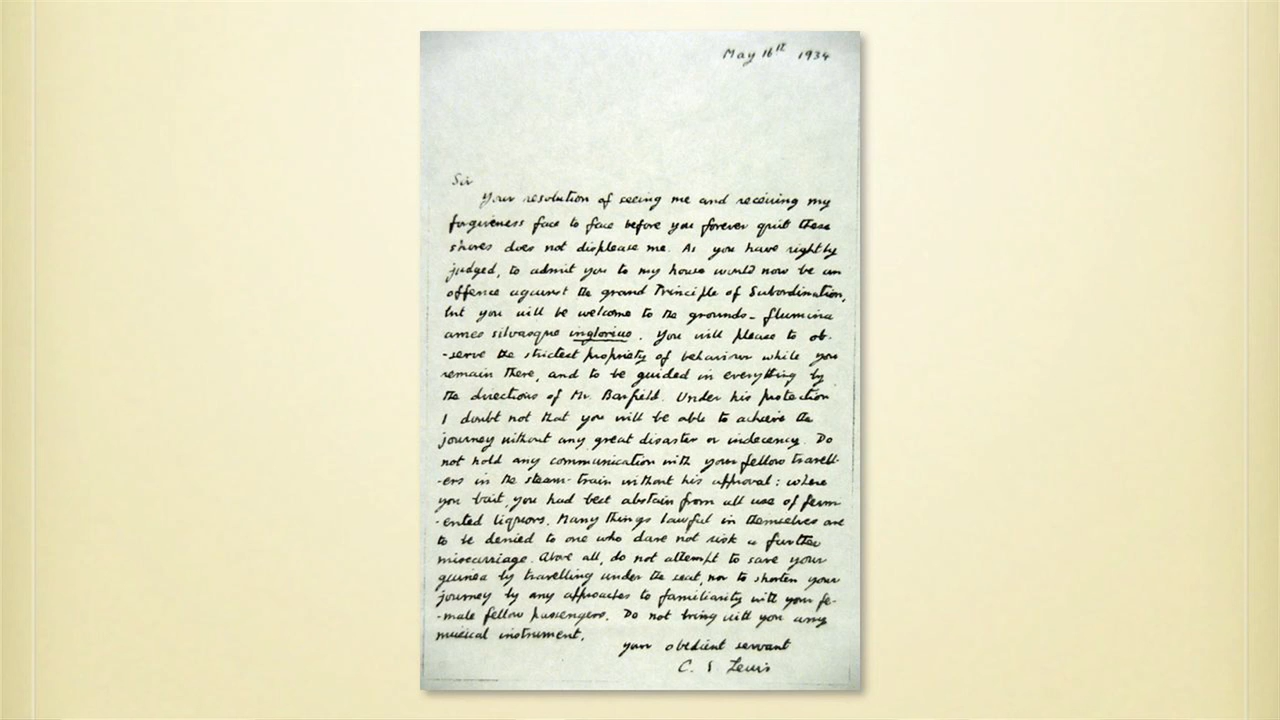 May 16th 1934
Sir
Your resolution of seeing me and receiving my
forgiveness face to face before you forever quit these
shores does not displease me. As you have rightly
judged, to admit you to my house would now be an
offence against the grand Principle of Subordination,
but you will be welcome to the grounds - flumina
ames silvasque inglorius. You will please to ob-
-serve the strictest propriety of behaviour while you
remain there, and to be guided in everything by
the directions of Mr. Barfield. Under his protection
I doubt not that you will be able to achieve the
journey without any great disaster or indecency. Do
not hold any communication with your fellow travell-
-ers in the steam-train without his approval: where
you bait, you had best abstain from all use of ferm-
-ented liquors. Many things lawful in themselves are
to be denied to one who dare not risk a further
miscarriage. Above all, do not attempt to save your
guinea by travelling under the seat, nor to shorten your
journey by any approaches to familiarity with your fe-
-male fellow passengers. Do not bring with you any
musical instrument.
your obedient servant
C. S Lewis